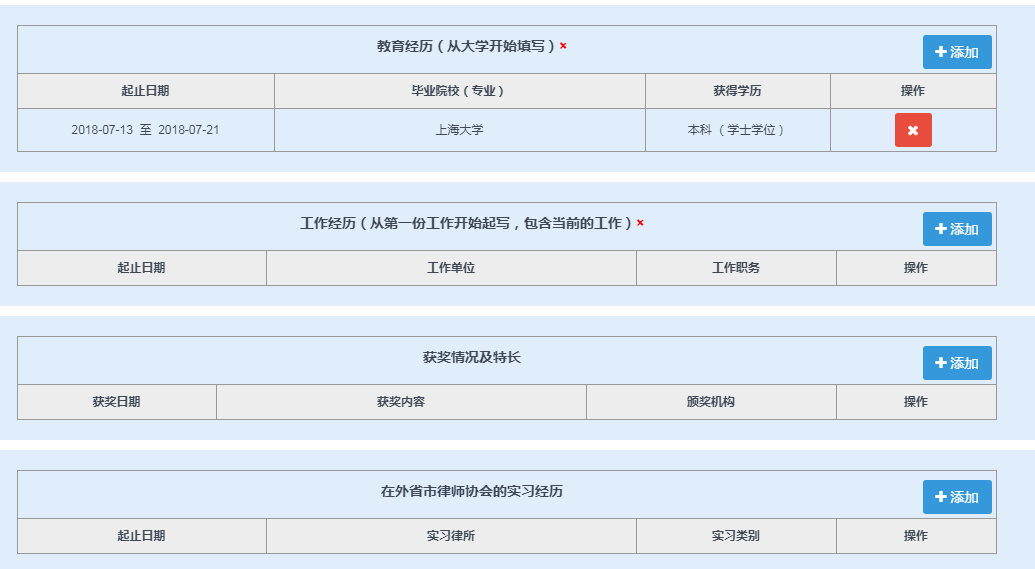 教育经历（从大学开始填写）×
添加
起止日期 毕业院校（专业） 获得学历 操作
2018-07-13 至 2018-07-21 上海大学 本科 （学士学位）
工作经历（从第一份工作开始起写，包含当前的工作）×
添加
起止日期 工作单位 工作职务 操作
获奖情况及特长
添加
获奖日期 获奖内容 颁奖机构 操作
在外省市律师协会的实习经历
添加
起止日期 实习律所 实习类别 操作